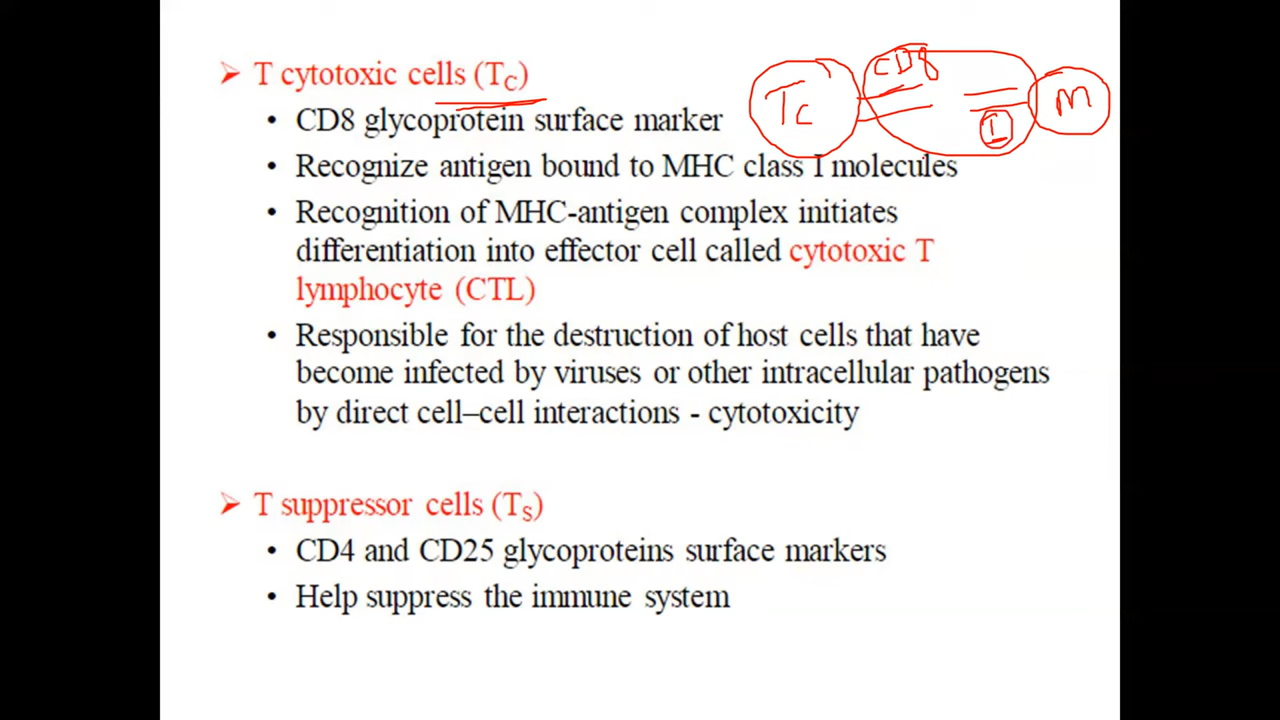 ➢ T cytotoxic cells (TC)
• CD8 glycoprotein surface marker
• Recognize antigen bound to MHC class I molecules
• Recognition of MHC-antigen complex initiates
differentiation into effector cell called cytotoxic T
lymphocyte (CTL)
• Responsible for the destruction of host cells that have
become infected by viruses or other intracellular pathogens
by direct cell–cell interactions - cytotoxicity
➢ T suppressor cells (TS)
• CD4 and CD25 glycoproteins surface markers
• Help suppress the immune system
Tc
CD8
I
M